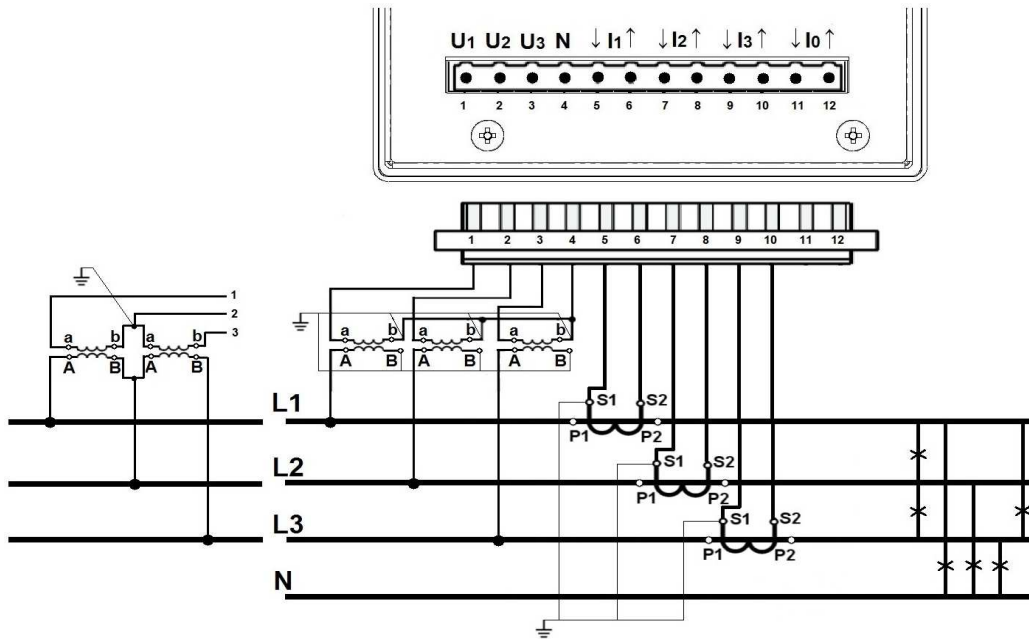 U1 U2 U3 N ↓ I1 ↑ ↓ I2 ↑ ↓ I3 ↑ ↓ I0 ↑
1 2 3 4 5 6 7 8 9 10 11 12
1 2 3 4 5 6 7 8 9 10 11 12
1
2
3
a b a b
A B A B
a b a b a b
A B A B A B
L1
S1 S2
P1 P2
L2
S1 S2
P1 P2
L3
S1 S2
P1 P2
N